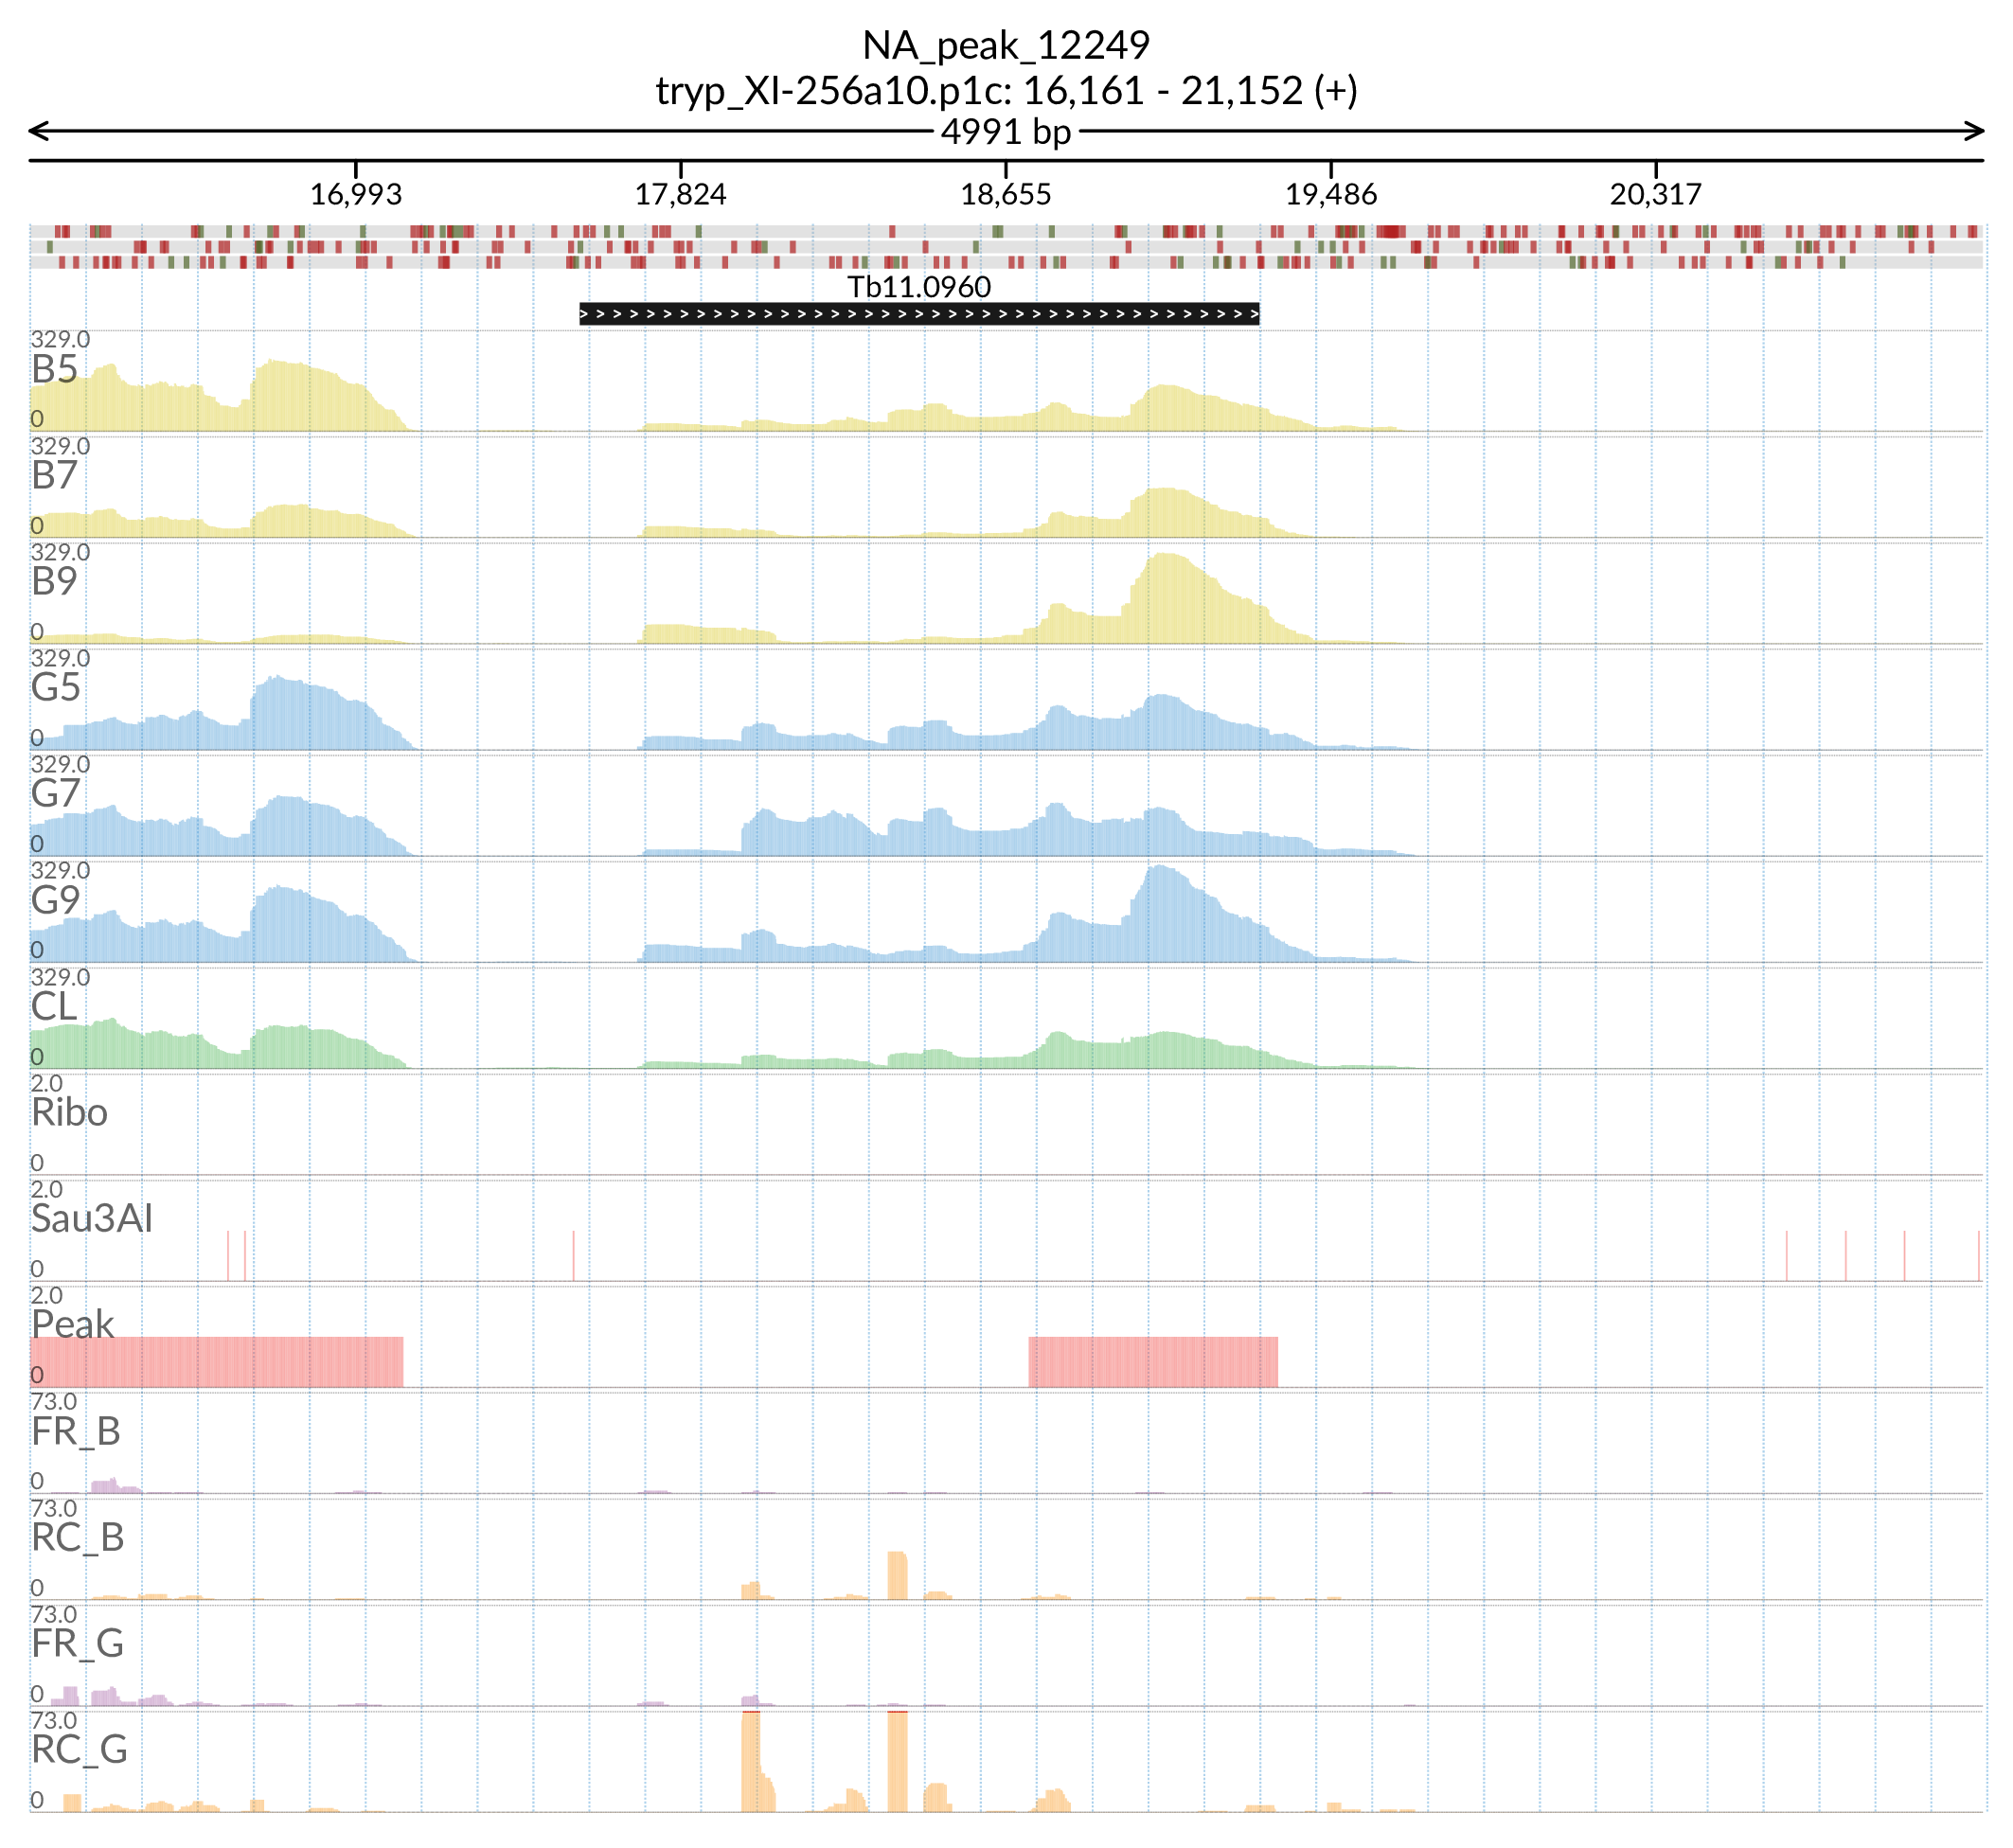 NA_peak_12249
tryp_XI-256a10.p1c: 16,161 - 21,152 (+)
4991 bp
16,993 17,824 18,655 19,486 20,317
Tb11.0960
329.0
B5
0
329.0
B7
0
329.0
B9
0
329.0
G5
0
329.0
G7
0
329.0
G9
0
329.0
CL
0
2.0
Ribo
0
2.0
Sau3AI
0
2.0
Peak
0
73.0
FR_B
0
73.0
RC_B
0
73.0
FR_G
0
73.0
RC_G
0